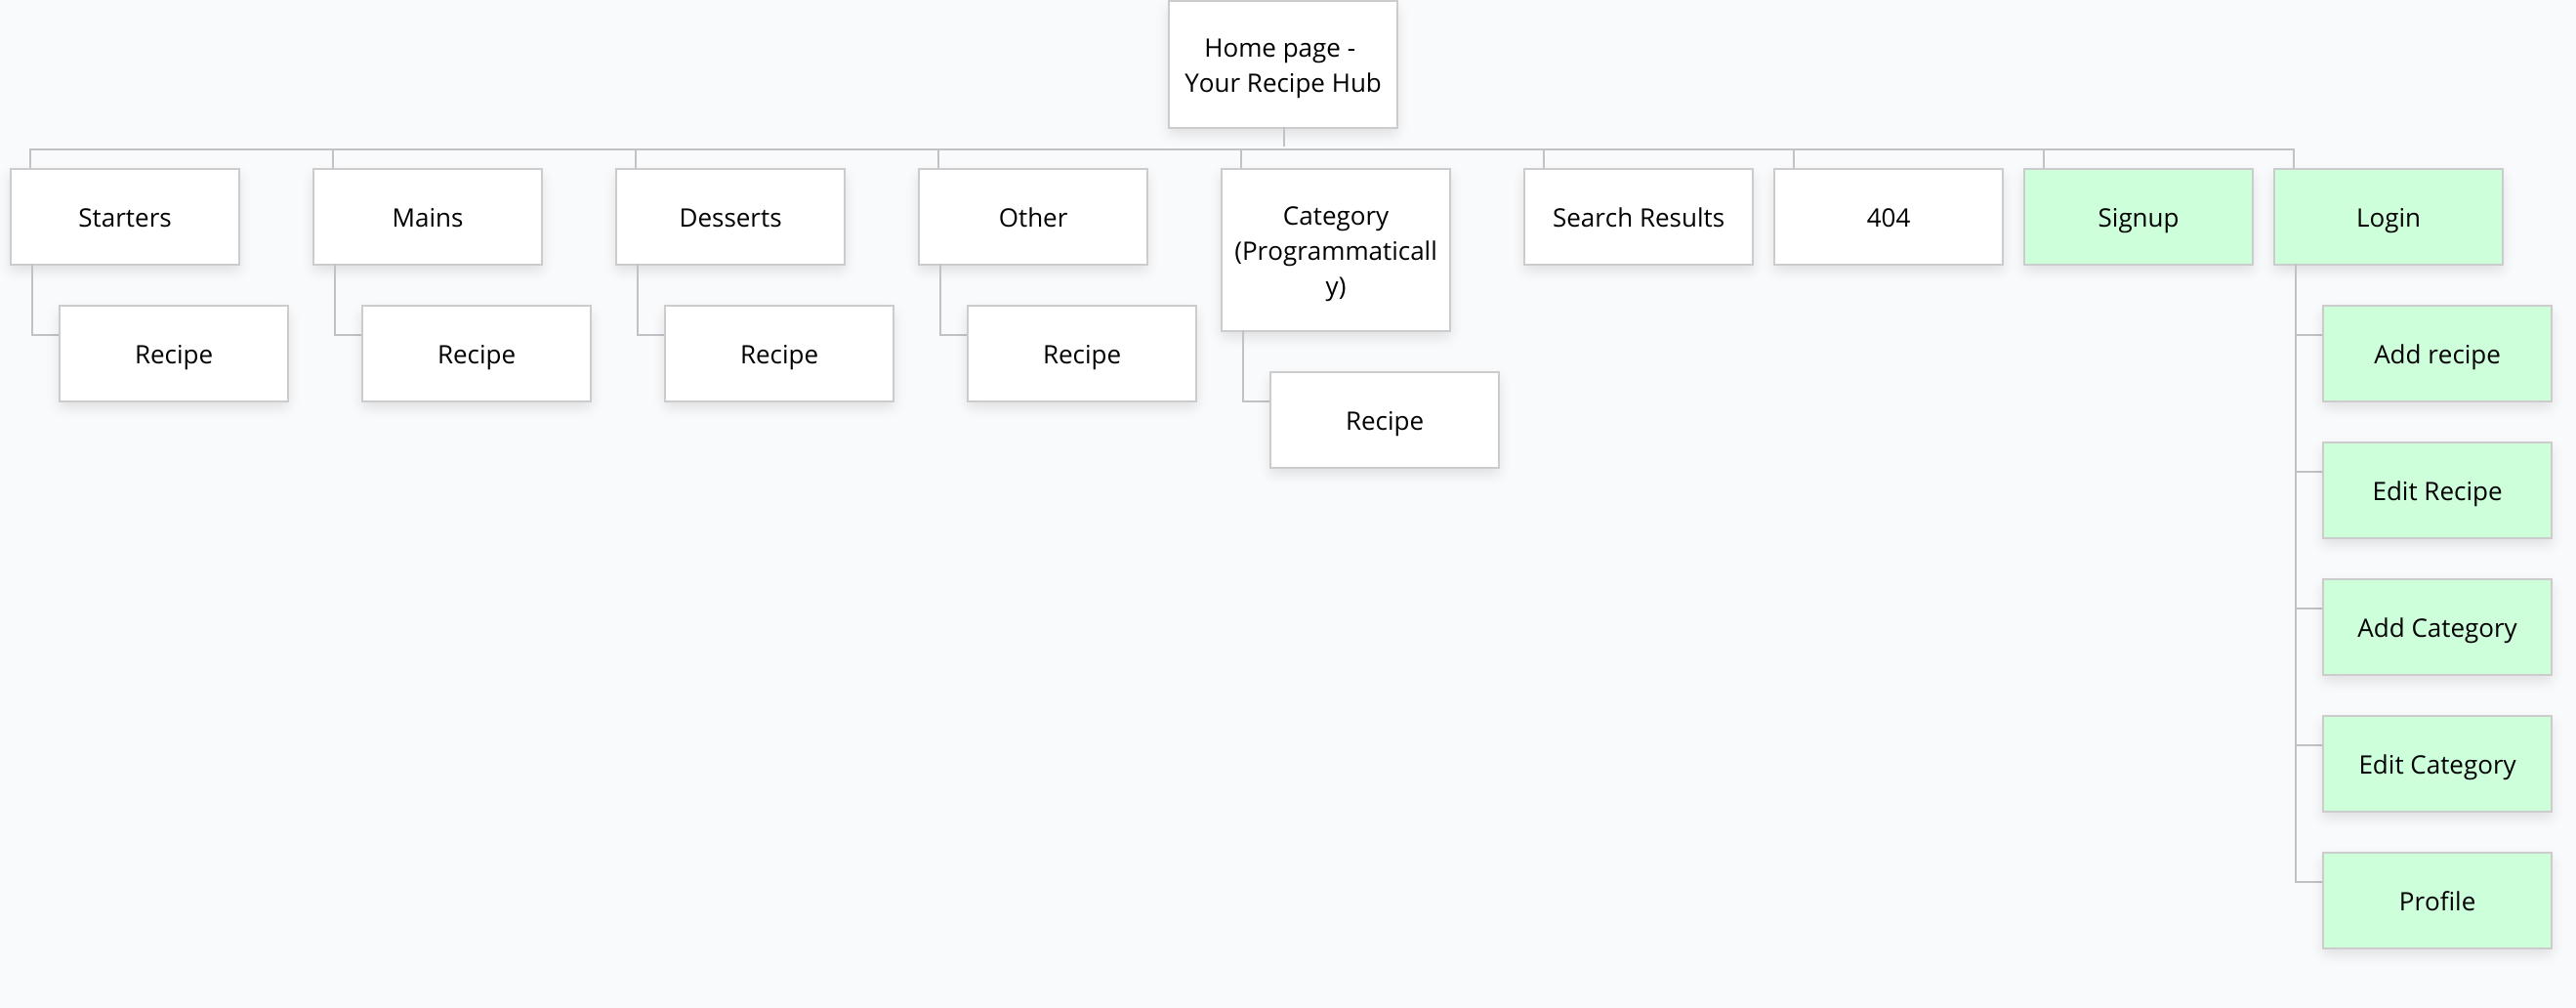 Home page -
Your Recipe Hub
Starters
Mains
Desserts
Other
Category
(Programmaticall
y)
Search Results
404
Signup
Login
Recipe
Recipe
Recipe
Recipe
Recipe
Add recipe
Edit Recipe
Add Category
Edit Category
Profile